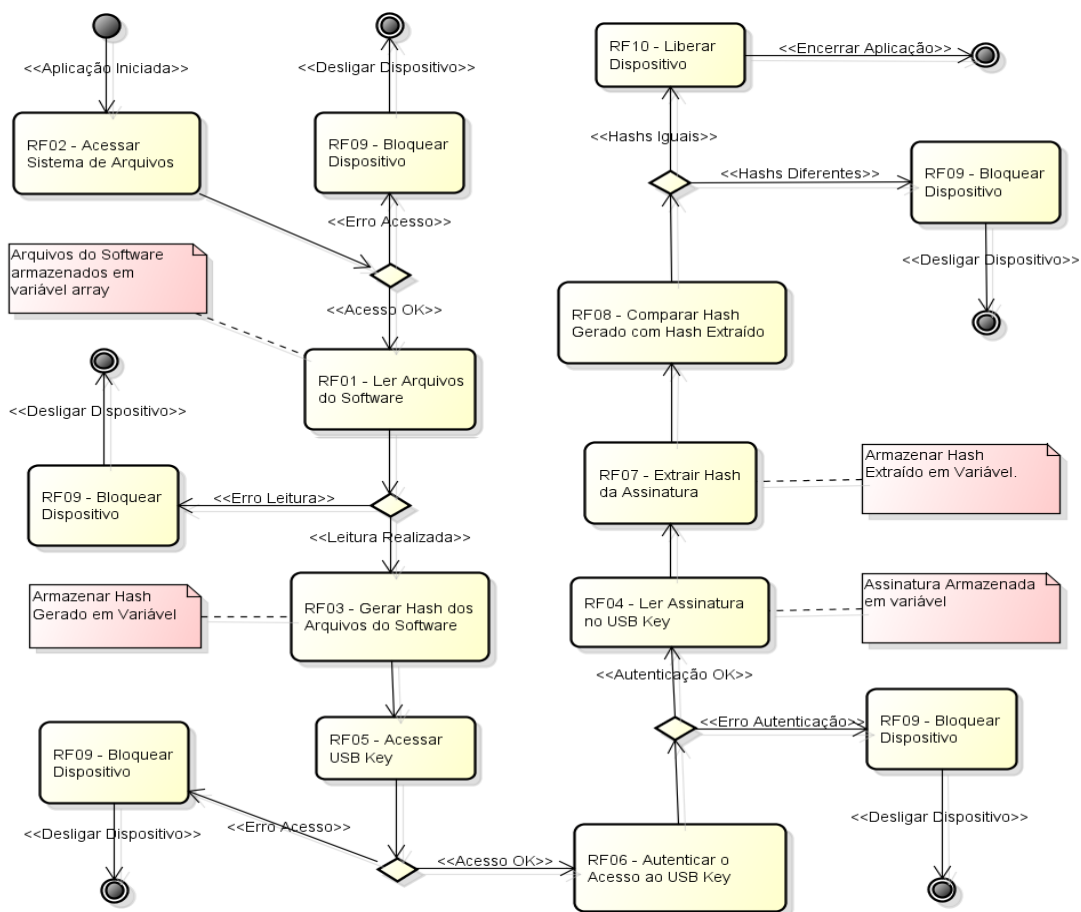 <<Aplicação Iniciada>>
RF02 - Acessar
Sistema de Arquivos
<<Desligar Dispositivo>>
RF09 - Bloquear
Dispositivo
<<Erro Acesso>>
Arquivos do Software
armazenados em
variável array
<<Acesso OK>>
RF01 - Ler Arquivos
do Software
<<Desligar Dispositivo>>
RF09 - Bloquear
Dispositivo
<<Erro Leitura>>
<<Leitura Realizada>>
Armazenar Hash
Gerado em Variável
RF03 - Gerar Hash dos
Arquivos do Software
RF05 - Acessar
USB Key
RF09 - Bloquear
Dispositivo
<<Desligar Dispositivo>>
<<Erro Acesso>>
<<Acesso OK>>
RF06 - Autenticar o
Acesso ao USB Key
<<Erro Autenticação>>
RF09 - Bloquear
Dispositivo
<<Desligar Dispositivo>>
<<Autenticação OK>>
RF04 - Ler Assinatura
no USB Key
Assinatura Armazenada
em variável
RF07 - Extrair Hash
da Assinatura
Armazenar Hash
Extraído em Variável.
RF08 - Comparar Hash
Gerado com Hash Extraído
<<Hashs Diferentes>>
RF09 - Bloquear
Dispositivo
<<Desligar Dispositivo>>
<<Hashs Iguais>>
RF10 - Liberar
Dispositivo
<<Encerrar Aplicação>>